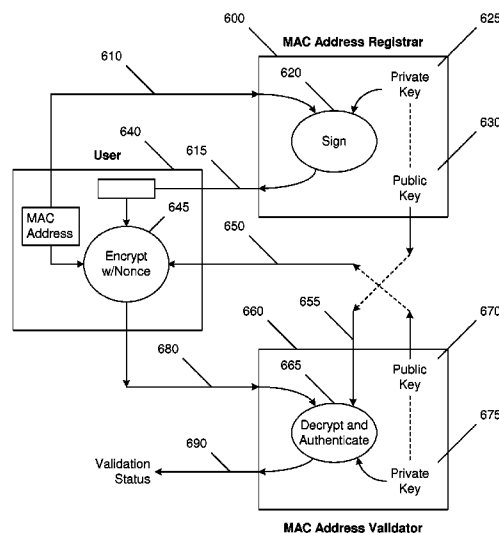 600
625
MAC Address Registrar
610
620
Private
Key
630
Sign
640
User
615
Public
Key
645
MAC
Address
650
Encrypt
w/Nonce
655
660
670
680
665
Public
Key
675
Decrypt and
Authenticate
690
Validation
Status
Private
Key
MAC Address Validator